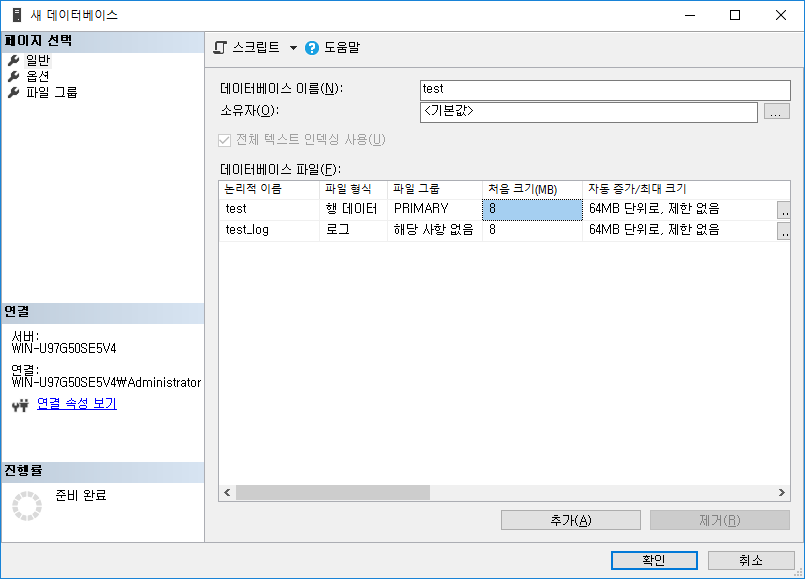 새 데이터베이스
페이지 선택
일반
옵션
파일 그룹
스크립트 도움말
데이터베이스 이름(N): test
소유자(O): <기본값> ...
전체 텍스트 인덱싱 사용(U)
데이터베이스 파일(F):
논리적 이름 파일 형식 파일 그룹 처음 크기(MB) 자동 증가/최대 크기
test 행 데이터 PRIMARY 8 64MB 단위로, 제한 없음 ..
test_log 로그 해당 사항 없음 8 64MB 단위로, 제한 없음 ..
연결
서버:
WIN-U97G50SE5V4
연결:
WIN-U97G50SE5V4₩Administrator
연결 속성 보기
진행률
준비 완료
추가(A) 제거(R)
확인 취소